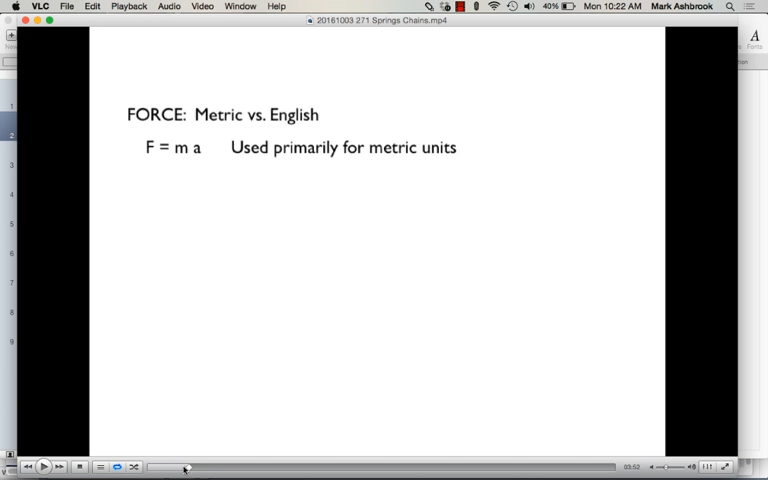 VLC File Edit Playback Audio Video Window Help 40% Mon 10:22 AM Mark Ashbrook
20161003 271 Springs Chains.mp4
A
Fonts
FORCE: Metric vs. English
F = m a Used primarily for metric units
1
2
3
4
5
6
7
8
9
03:52